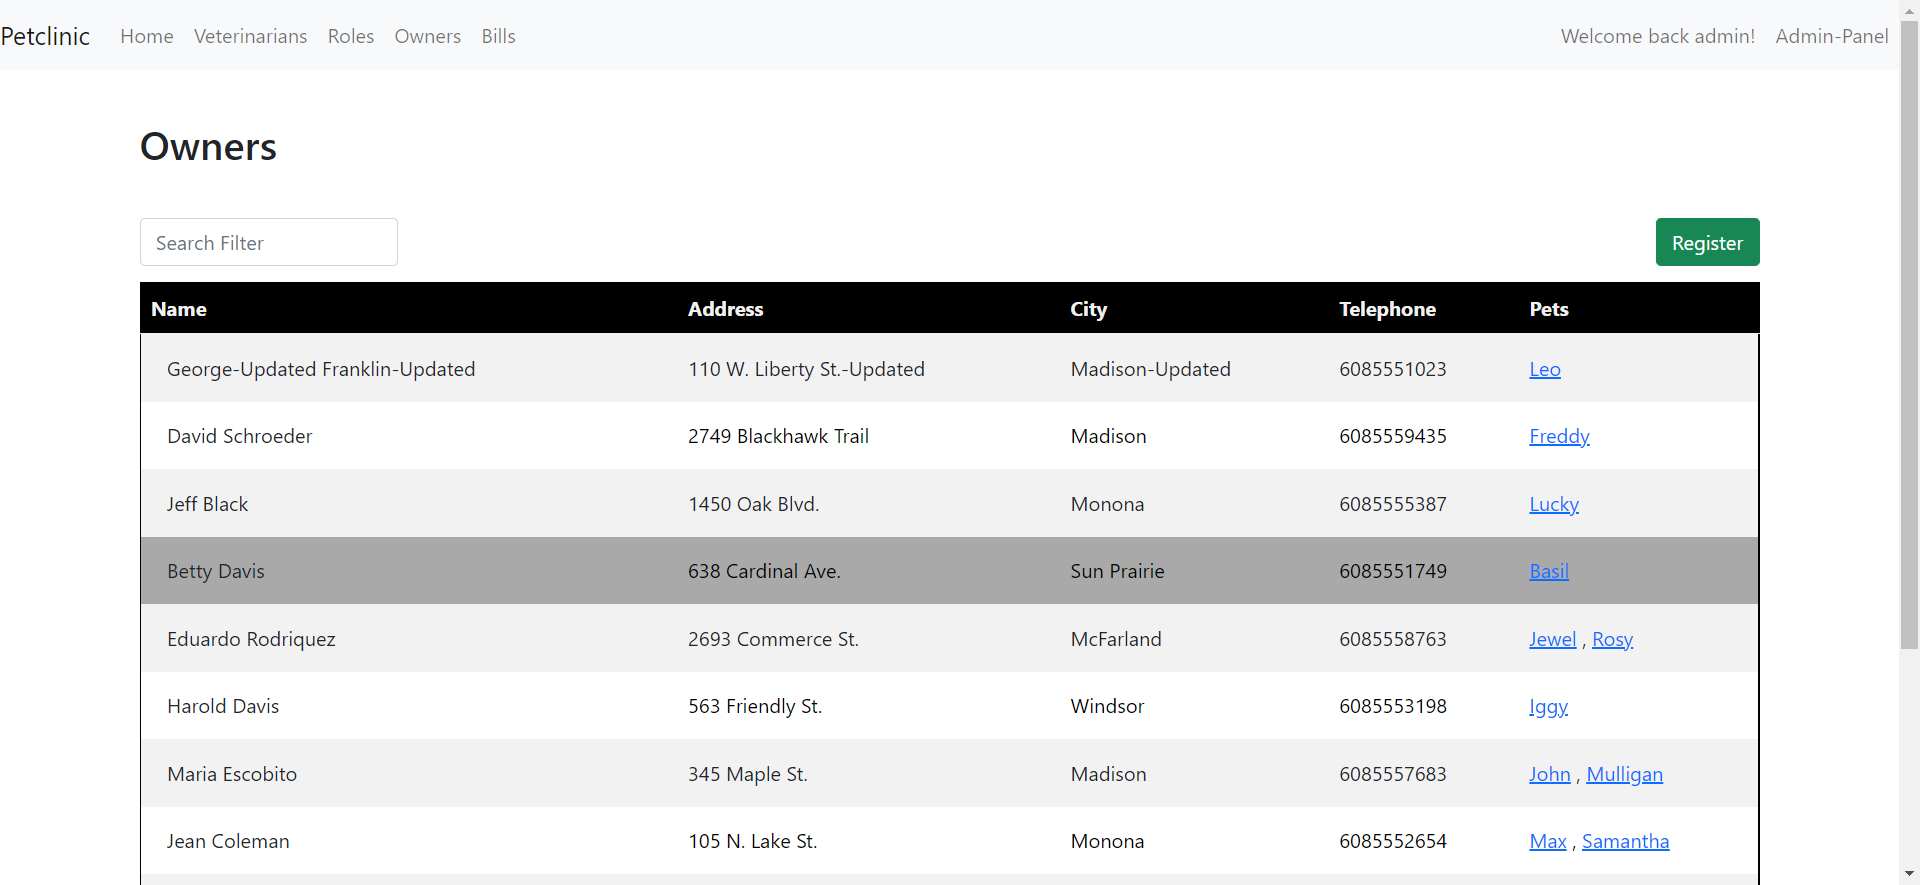 Petclinic Home Veterinarians Roles Owners Bills Welcome back admin! Admin-Panel
Owners
Search Filter Register
Name Address City Telephone Pets
George-Updated Franklin-Updated 110 W. Liberty St.-Updated Madison-Updated 6085551023 Leo
David Schroeder 2749 Blackhawk Trail Madison 6085559435 Freddy
Jeff Black 1450 Oak Blvd. Monona 6085555387 Lucky
Betty Davis 638 Cardinal Ave. Sun Prairie 6085551749 Basil
Eduardo Rodriquez 2693 Commerce St. McFarland 6085558763 Jewel , Rosy
Harold Davis 563 Friendly St. Windsor 6085553198 Iggy
Maria Escobito 345 Maple St. Madison 6085557683 John , Mulligan
Jean Coleman 105 N. Lake St. Monona 6085552654 Max , Samantha